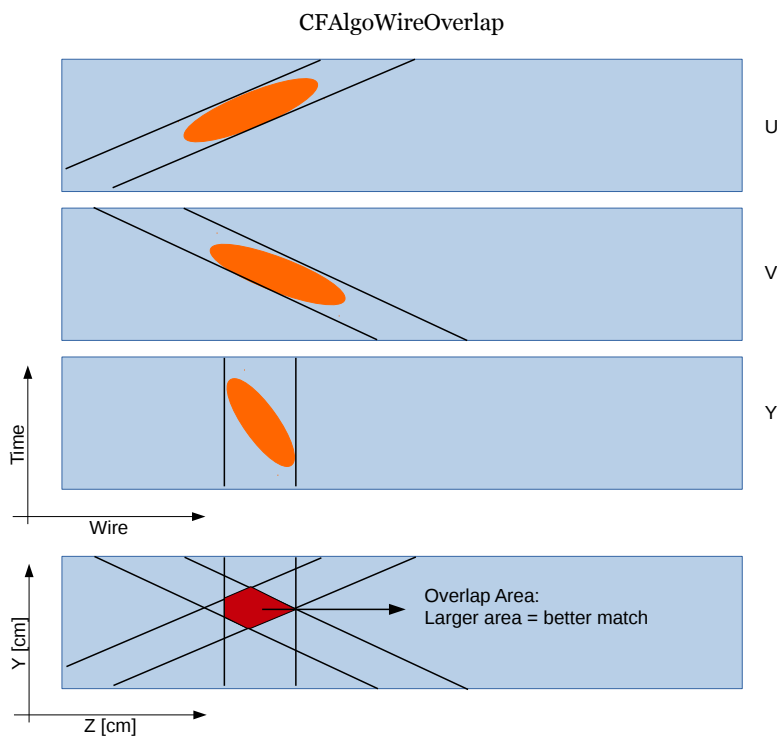 CFAlgoWireOverlap
U
V
Y
Time
Wire
Overlap Area:
Larger area = better match
Y [cm]
Z [cm]